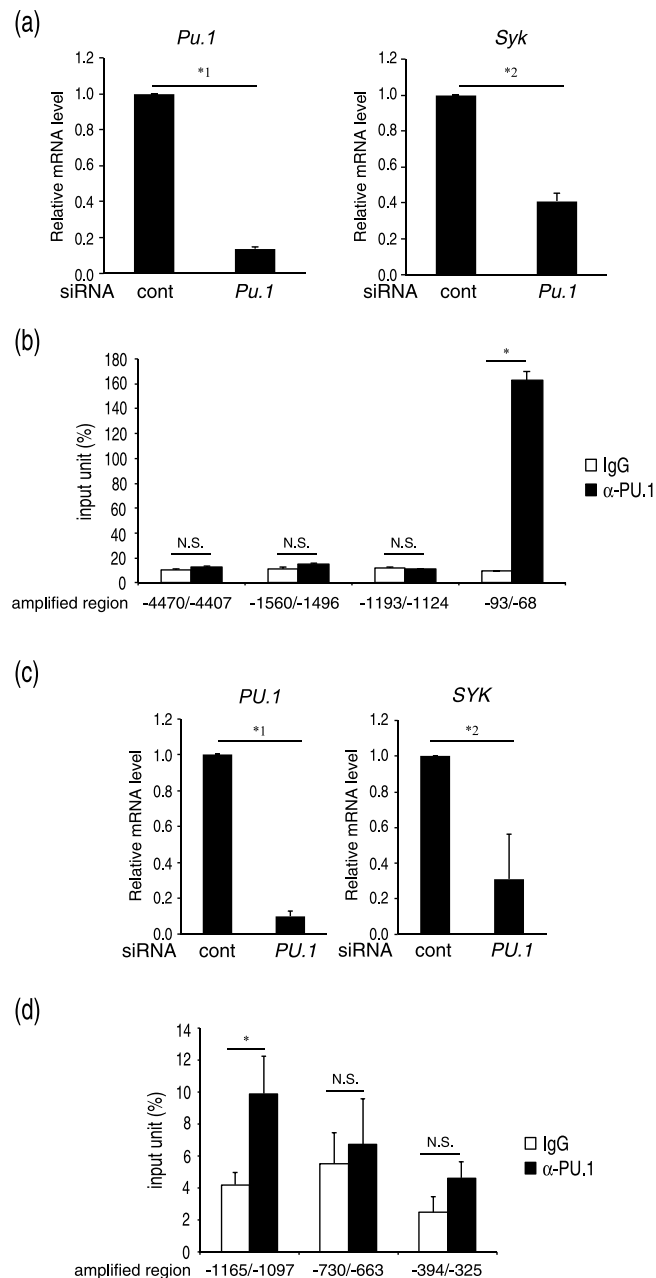 (a)
Pu.1
Syk
Relative mRNA level
1.2
1.0
0.8
0.6
0.4
0.2
0.0
*1
siRNA cont Pu.1
Relative mRNA level
1.2
1.0
0.8
0.6
0.4
0.2
0.0
*2
siRNA cont Pu.1
(b)
input unit (%)
180
160
140
120
100
80
60
40
20
0
N.S.
N.S.
N.S.
*
IgG
α-PU.1
amplified region -4470/-4407 -1560/-1496 -1193/-1124 -93/-68
(c)
PU.1
SYK
Relative mRNA level
1.2
1.0
0.8
0.6
0.4
0.2
0.0
*1
siRNA cont PU.1
Relative mRNA level
1.2
1.0
0.8
0.6
0.4
0.2
0.0
*2
siRNA cont PU.1
(d)
input unit (%)
14
12
10
8
6
4
2
0
*
N.S.
N.S.
IgG
α-PU.1
amplified region -1165/-1097 -730/-663 -394/-325